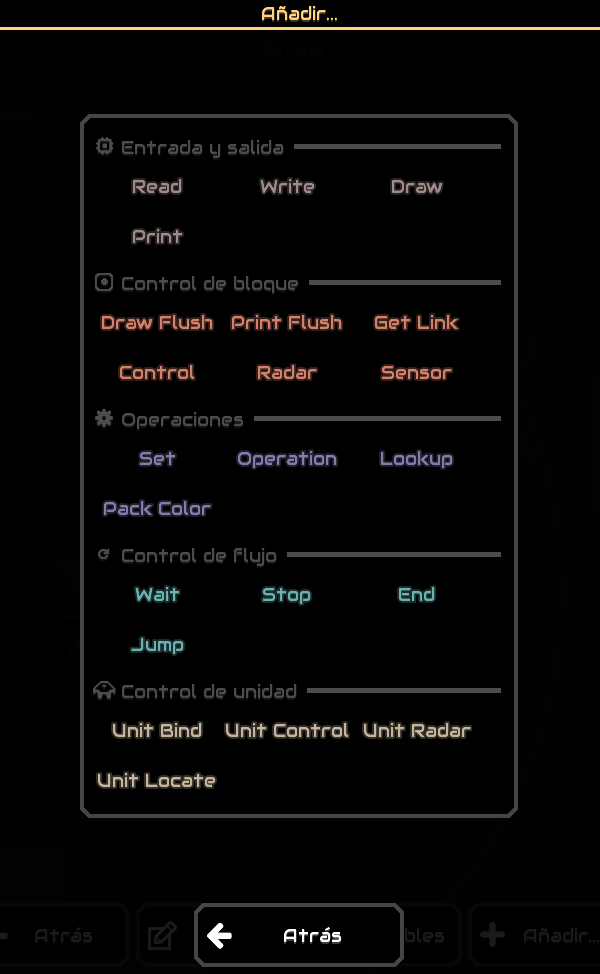 Añadir...
Entrada y salida
Read Write Draw
Print
Control de bloque
Draw Flush Print Flush Get Link
Control Radar Sensor
Operaciones
Set Operation Lookup
Pack Color
Control de flujo
Wait Stop End
Jump
Control de unidad
Unit Bind Unit Control Unit Radar
Unit Locate
Atrás Atrás bles Añadir...